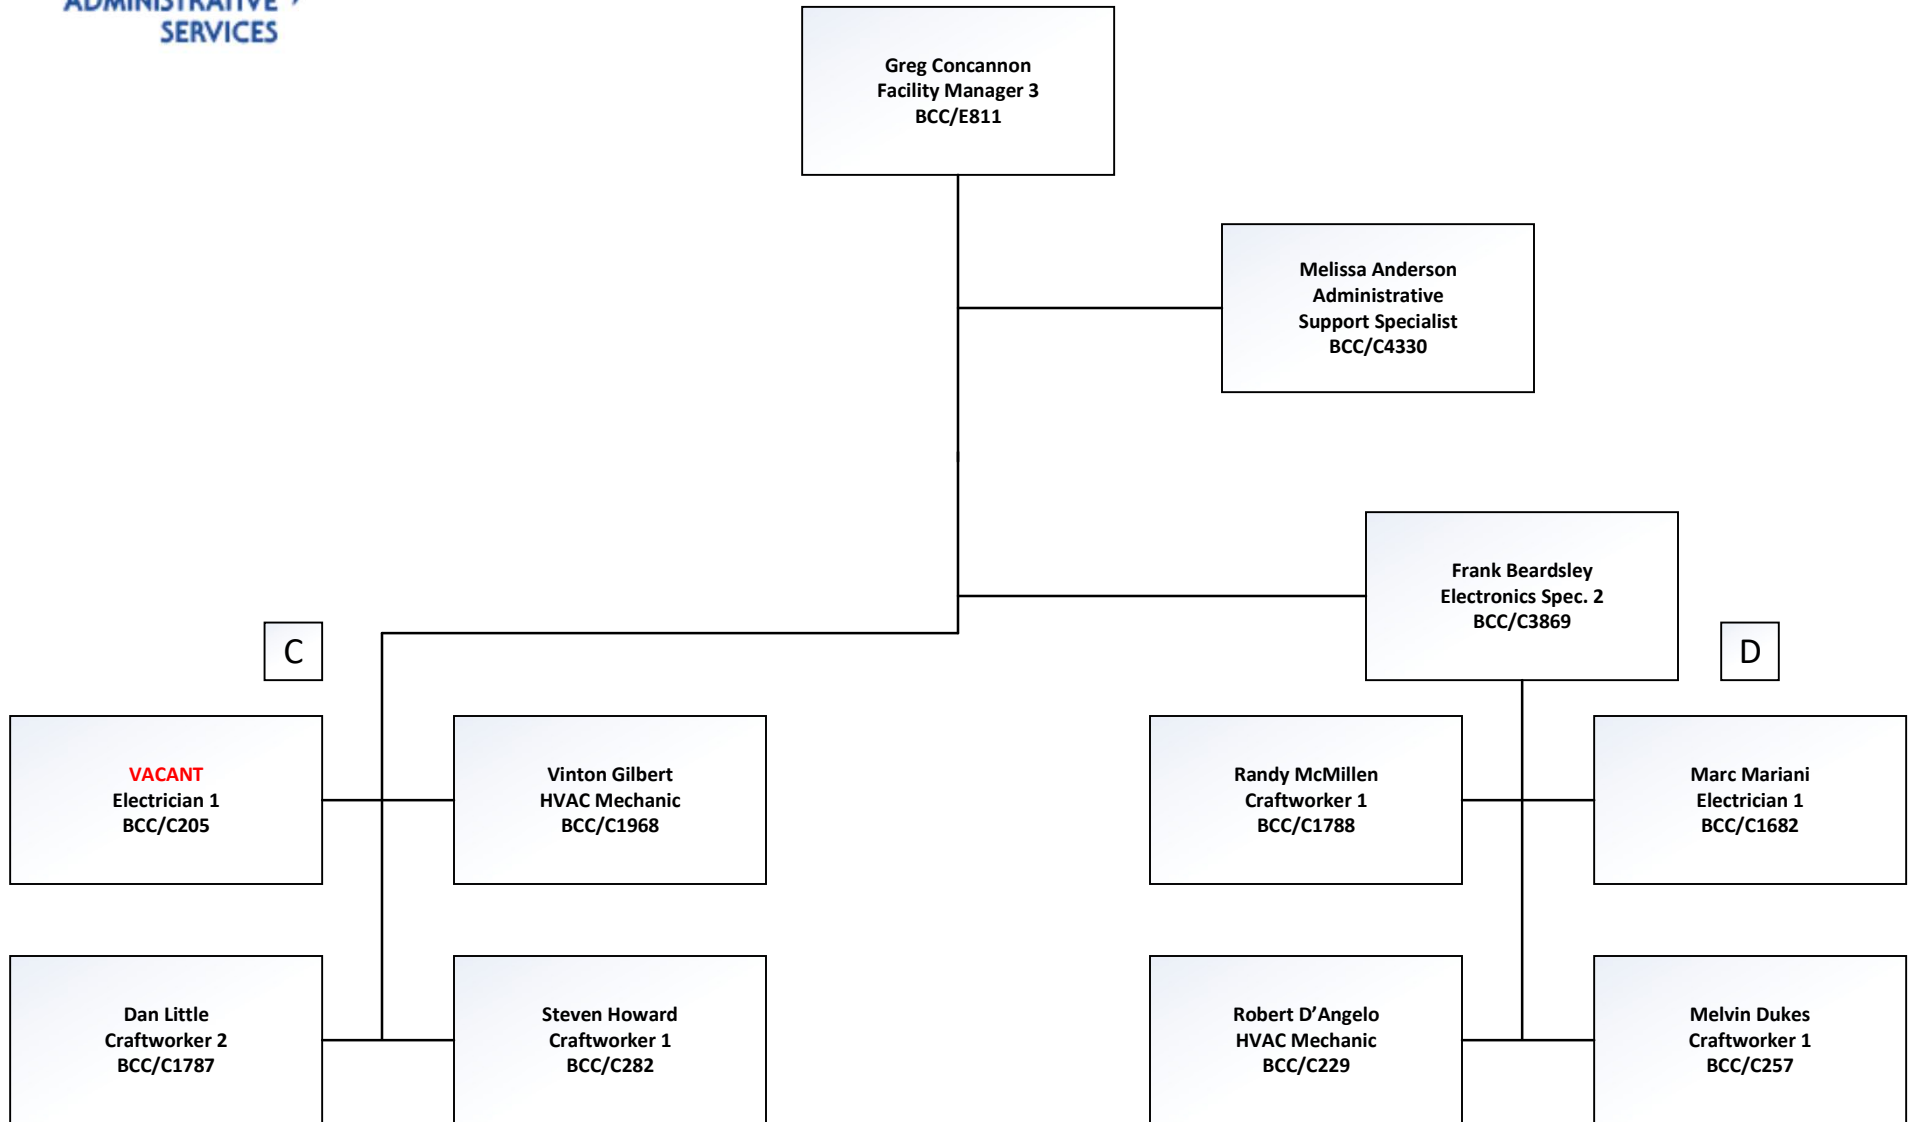 ADMINISTRATIVE
SERVICES
Greg Concannon
Facility Manager 3
BCC/E811
Melissa Anderson
Administrative
Support Specialist
BCC/C4330
Frank Beardsley
Electronics Spec. 2
BCC/C3869
C
D
VACANT
Electrician 1
BCC/C205
Vinton Gilbert
HVAC Mechanic
BCC/C1968
Randy McMillen
Craftworker 1
BCC/C1788
Marc Mariani
Electrician 1
BCC/C1682
Dan Little
Craftworker 2
BCC/C1787
Steven Howard
Craftworker 1
BCC/C282
Robert D’Angelo
HVAC Mechanic
BCC/C229
Melvin Dukes
Craftworker 1
BCC/C257